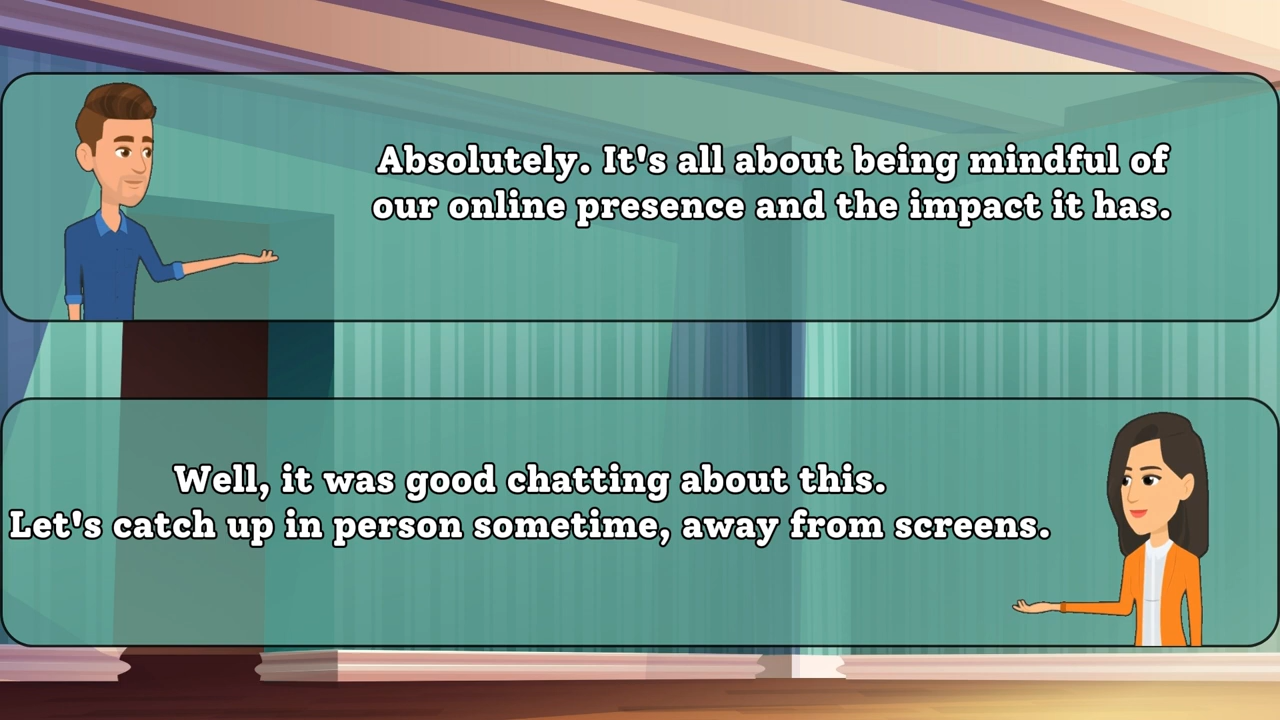 Absolutely. It's all about being mindful of
our online presence and the impact it has.
Well, it was good chatting about this.
Let's catch up in person sometime, away from screens.